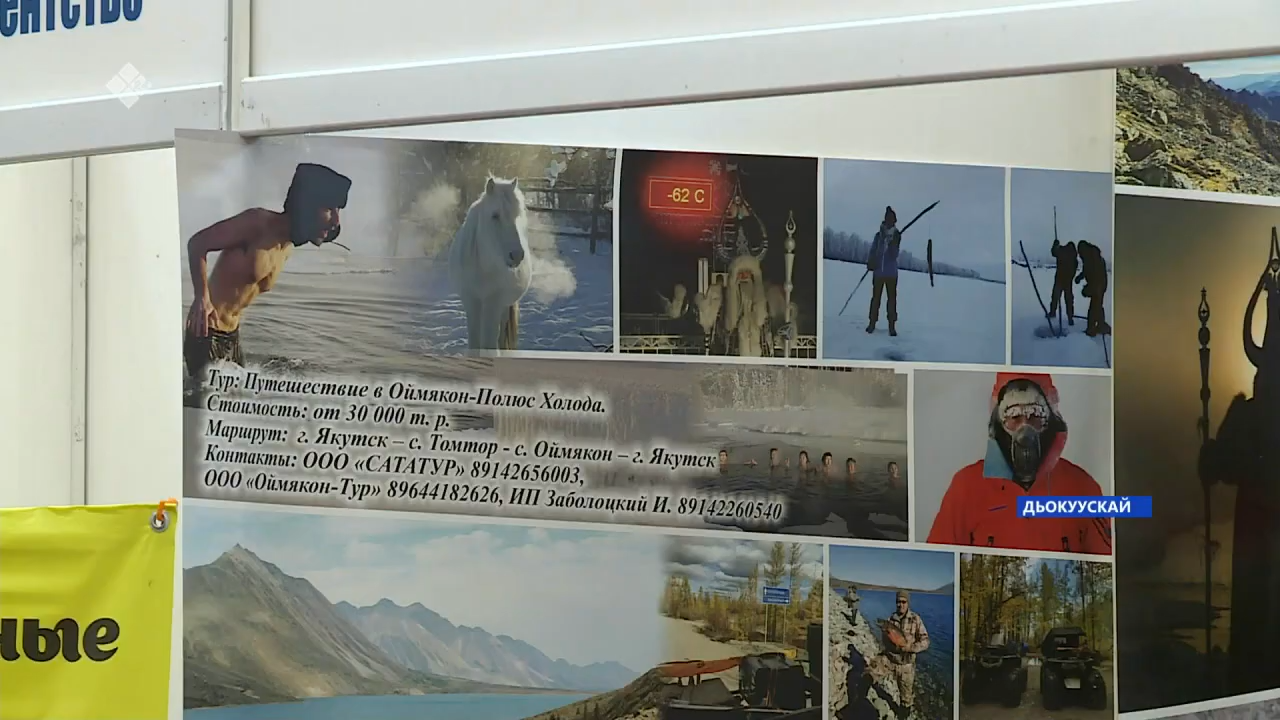 -62 C
Тур: Путешествие в Оймякон-Полюс Холода.
Стоимость: от 30 000 т. р.
Маршрут: г. Якутск – с. Томтор - с. Оймякон – г. Якутск
Контакты: ООО «САТАТУР» 89142656003,
ООО «Оймякон-Тур» 89644182626, ИП Заболоцкий И. 89142260540
ДЬОКУУСКАЙ
ные